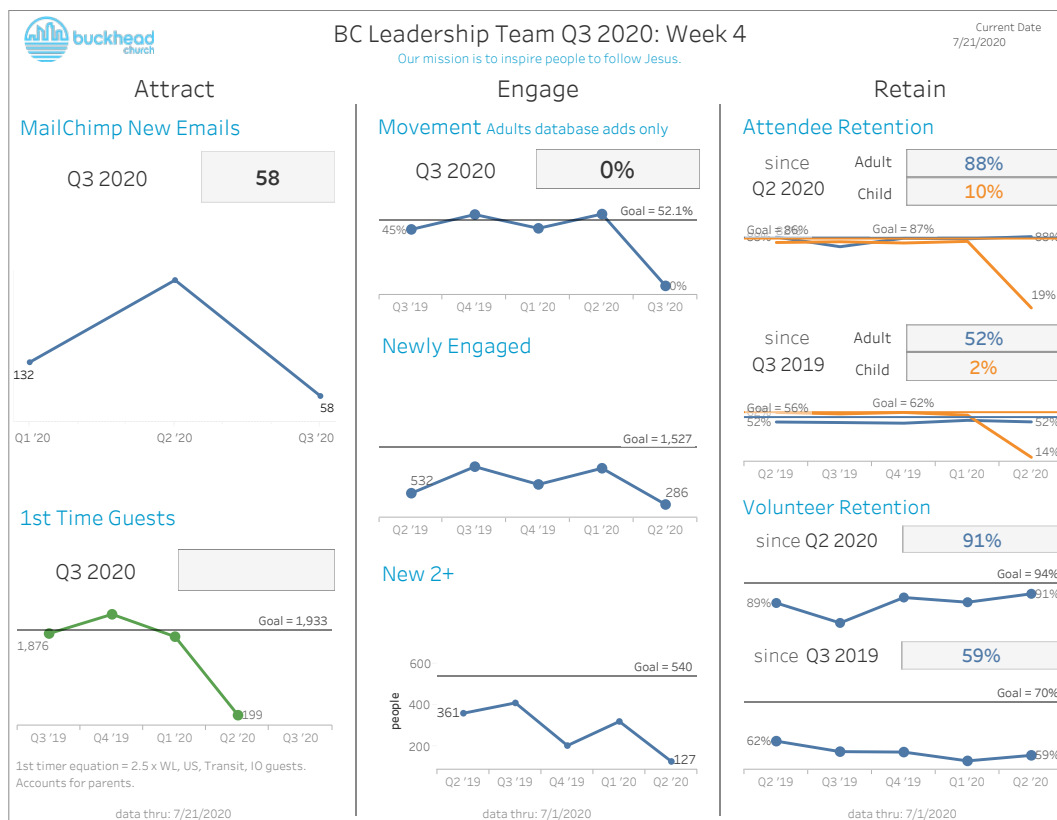 buckhead
church
BC Leadership Team Q3 2020: Week 4
Our mission is to inspire people to follow Jesus.
Current Date
7/21/2020
Attract
MailChimp New Emails
Q3 2020
58
132
58
Q1 '20
Q2 '20
Q3 '20
1st Time Guests
Q3 2020
Goal = 1,933
1,876
199
Q3 '19
Q4 '19
Q1 '20
Q2 '20
Q3 '20
1st timer equation = 2.5 x WL, US, Transit, IO guests.
Accounts for parents.
data thru: 7/21/2020
Engage
Movement Adults database adds only
Q3 2020
0%
Goal = 52.1%
45%
0%
Q3 '19
Q4 '19
Q1 '20
Q2 '20
Q3 '20
Newly Engaged
Goal = 1,527
532
286
Q2 '19
Q3 '19
Q4 '19
Q1 '20
Q2 '20
New 2+
600
Goal = 540
people
400
361
200
127
Q2 '19
Q3 '19
Q4 '19
Q1 '20
Q2 '20
data thru: 7/1/2020
Retain
Attendee Retention
since
Q2 2020
Adult
88%
Child
10%
Goal = 86%
Goal = 87%
88%
19%
since
Q3 2019
Adult
52%
Child
2%
Goal = 56%
Goal = 62%
52%
52%
14%
Q2 '19
Q3 '19
Q4 '19
Q1 '20
Q2 '20
Volunteer Retention
since Q2 2020
91%
Goal = 94%
89%
91%
since Q3 2019
59%
Goal = 70%
62%
59%
Q2 '19
Q3 '19
Q4 '19
Q1 '20
Q2 '20
data thru: 7/1/2020